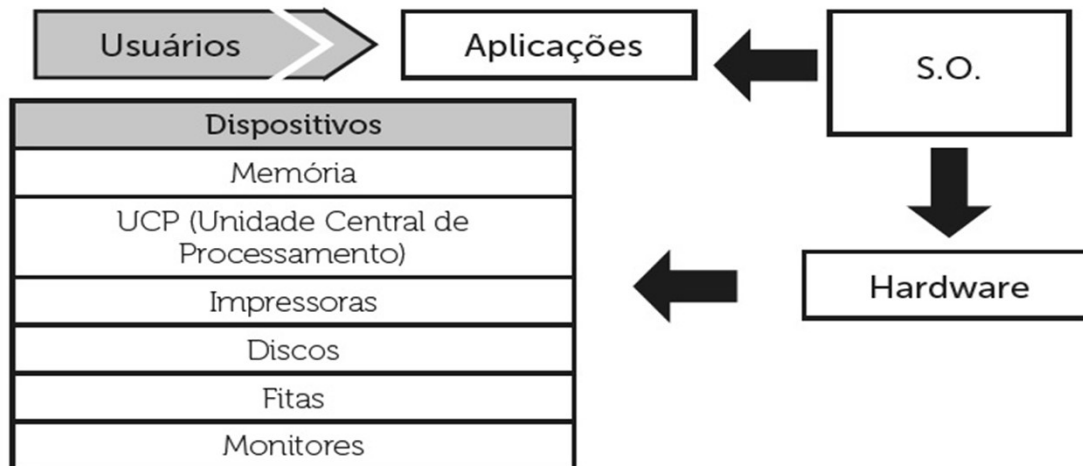 Usuários
Aplicações
S.O.
Dispositivos
Memória
UCP (Unidade Central de
Processamento)
Impressoras
Discos
Fitas
Monitores
Hardware